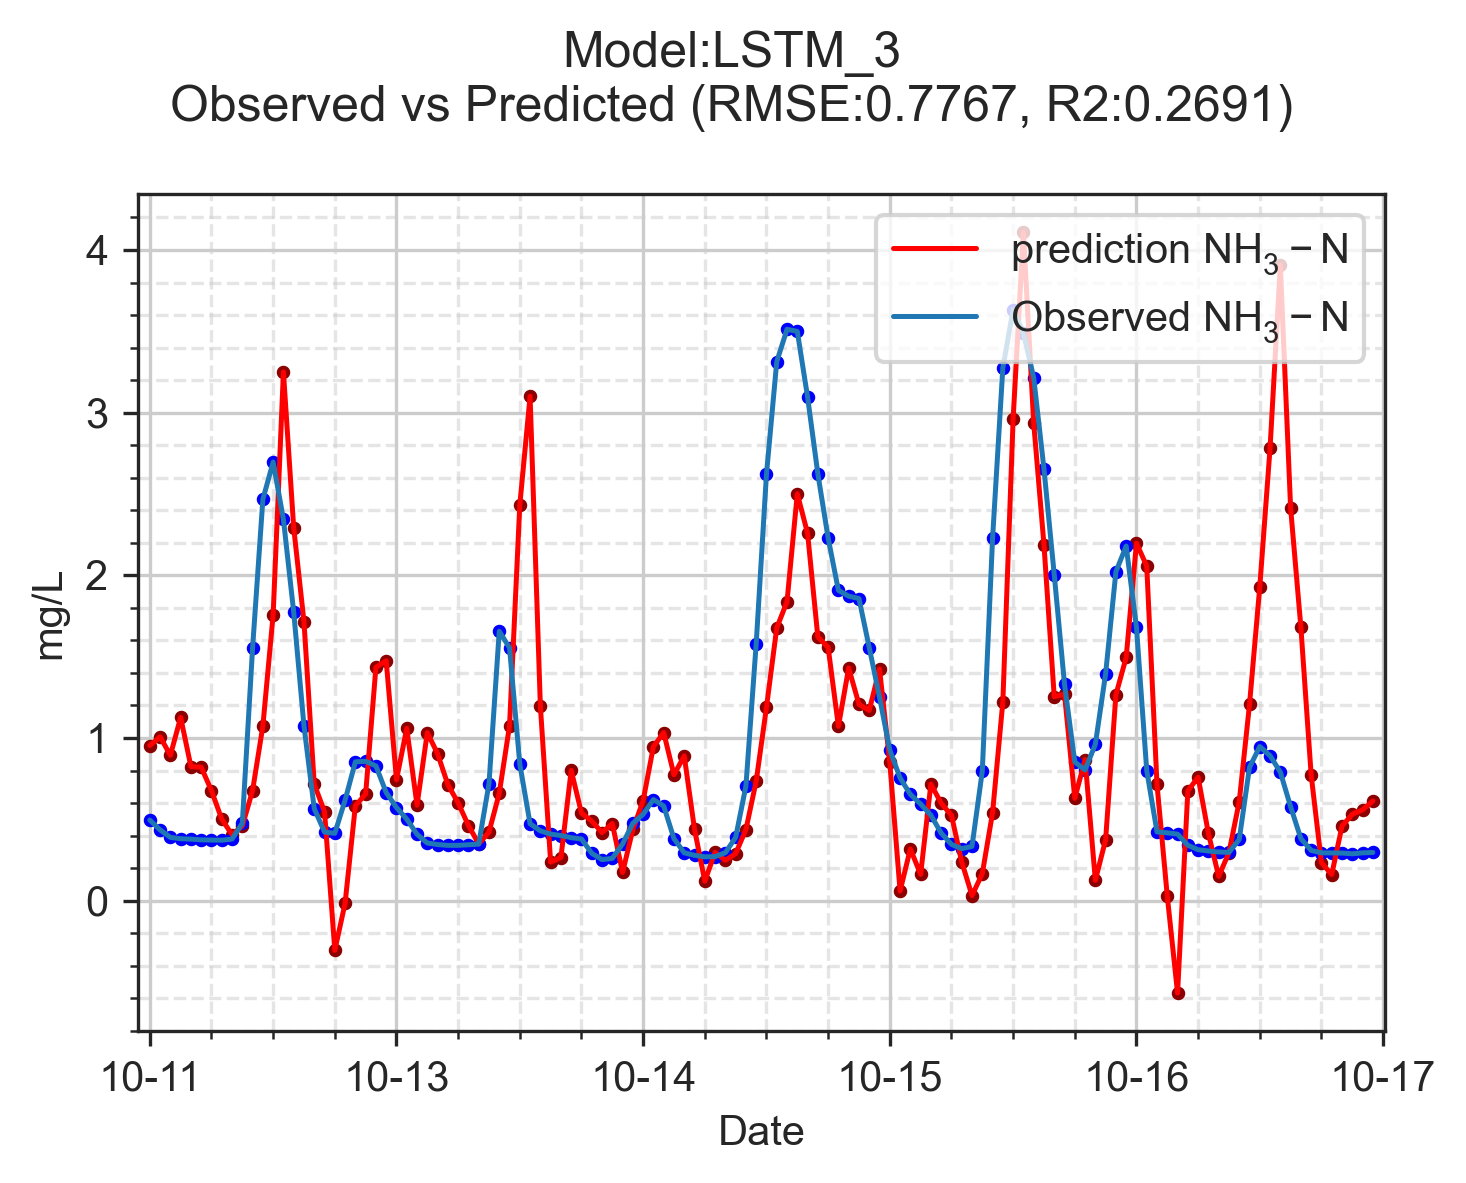 Model:LSTM_3
Observed vs Predicted (RMSE:0.7767, R2:0.2691)
prediction NH₃ − N
Observed NH₃ − N
mg/L
4
3
2
1
0
10-11
10-13
10-14
10-15
10-16
10-17
Date